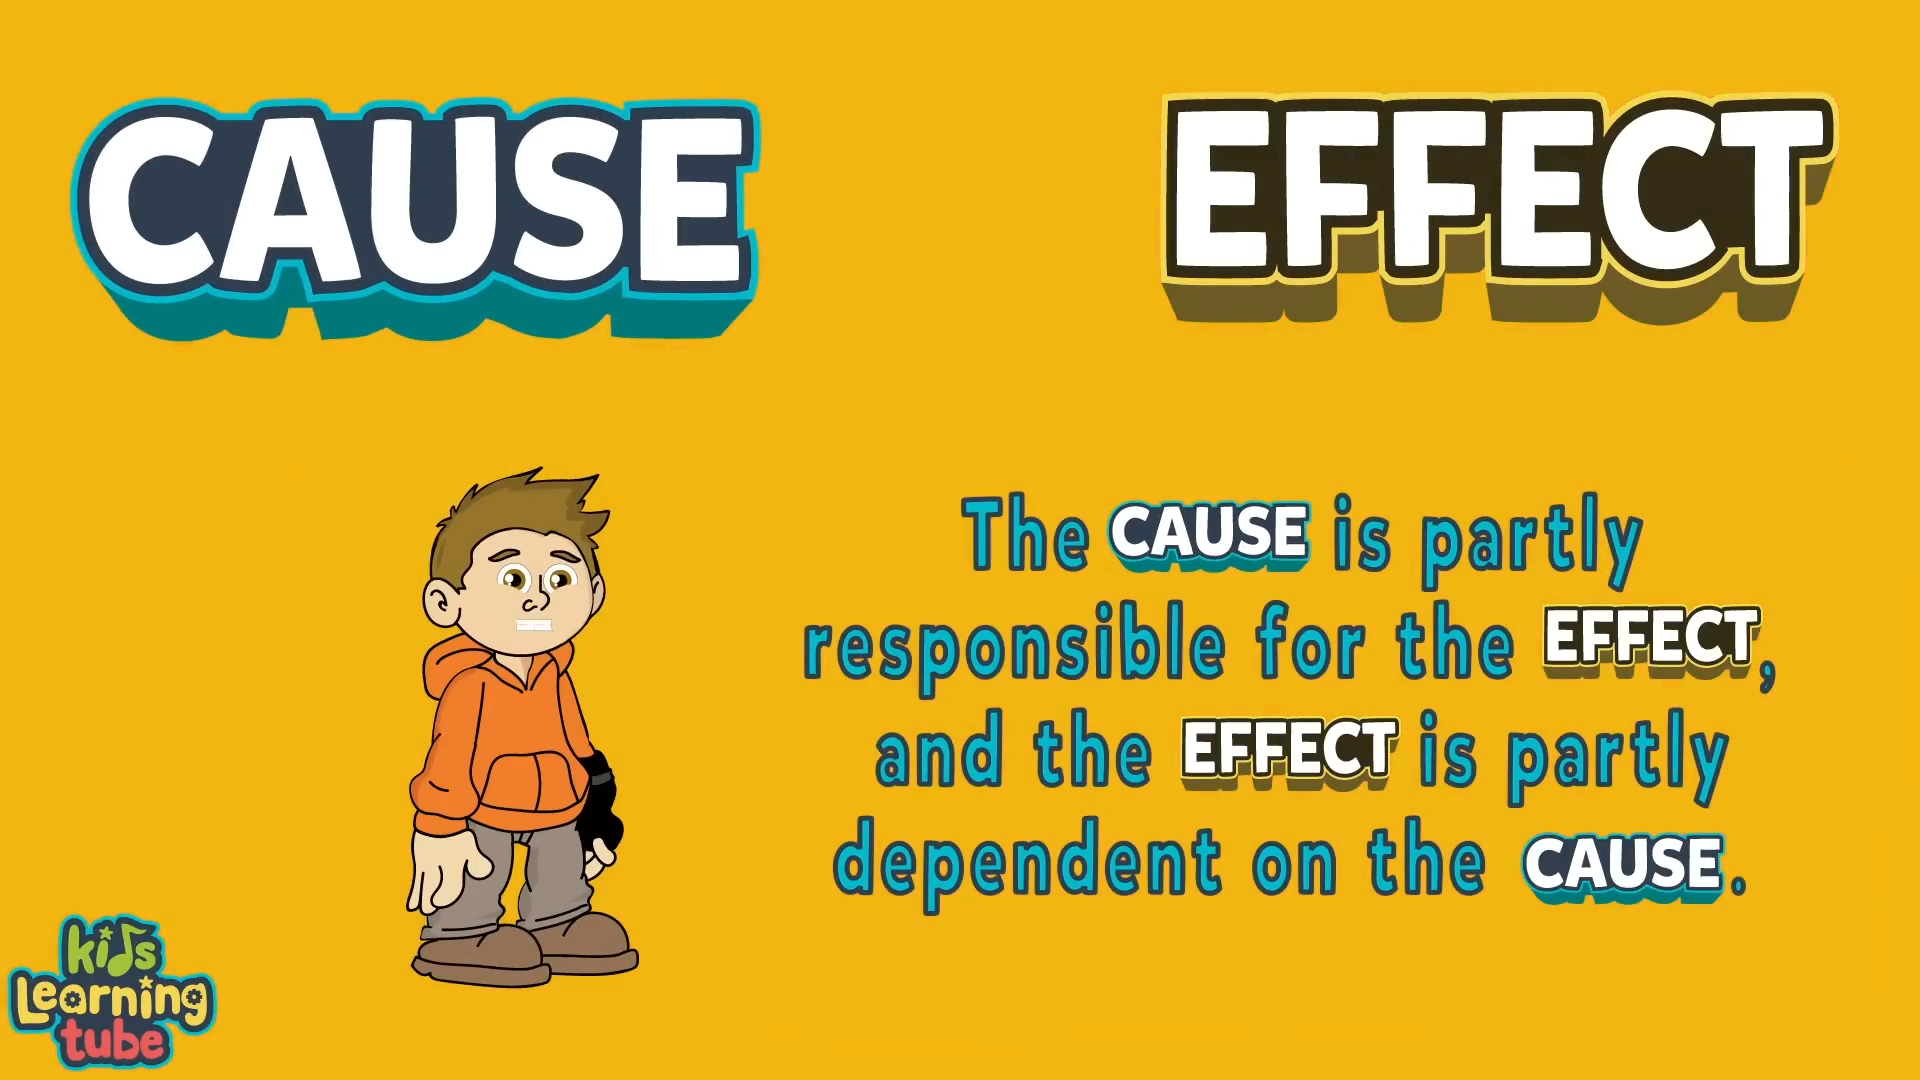 CAUSE
EFFECT
The CAUSE is partly
responsible for the EFFECT,
and the EFFECT is partly
dependent on the CAUSE.
kids
Learning
tube